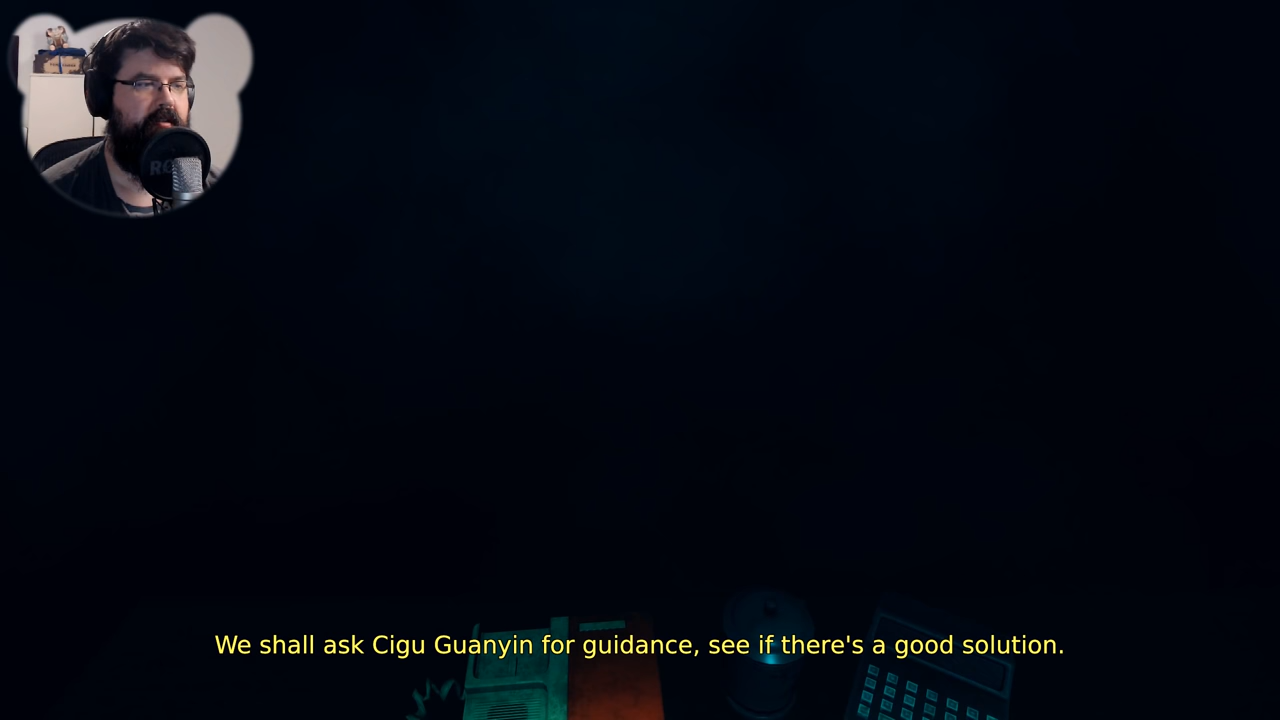 We shall ask Cigu Guanyin for guidance, see if there's a good solution.